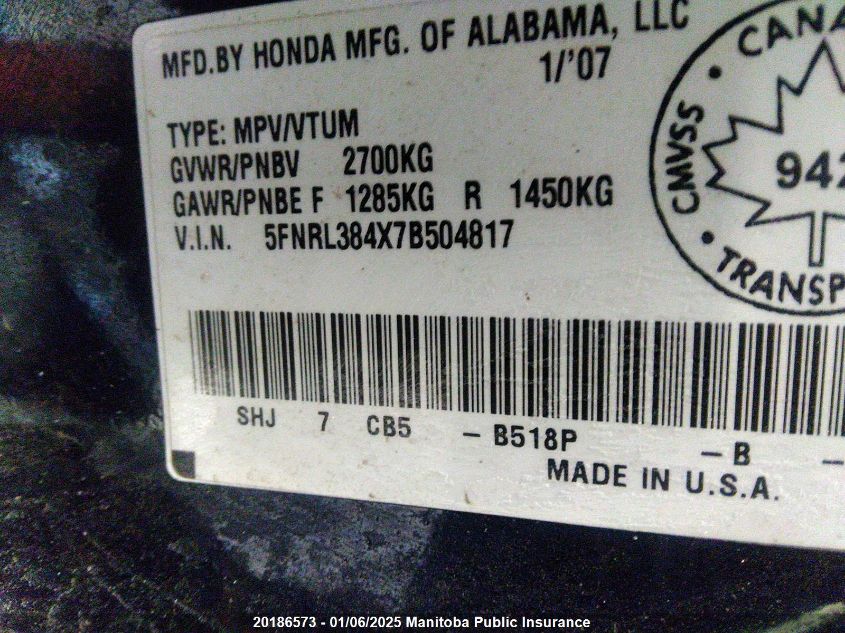 MFD.BY HONDA MFG. OF ALABAMA, LLC
1/'07
TYPE: MPV/VTUM
GVWR/PNBV 2700KG
GAWR/PNBE F 1285KG R 1450KG
V.I.N. 5FNRL384X7B504817
CANA
CMVSS
942
TRANSP
SHJ 7 CB5 - B518P - B -
MADE IN U.S.A.
20186573 - 01/06/2025 Manitoba Public Insurance